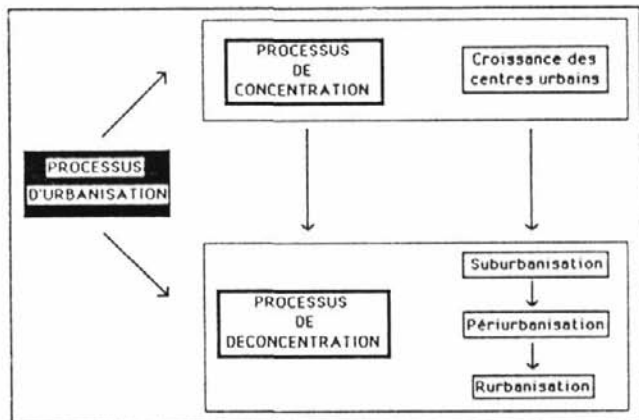 PROCESSUS
DE
CONCENTRATION
Croissance des
centres urbains
PROCESSUS
D'URBANISATION
PROCESSUS
DE
DECONCENTRATION
Suburbanisation
Périurbanisation
Rurbanisation